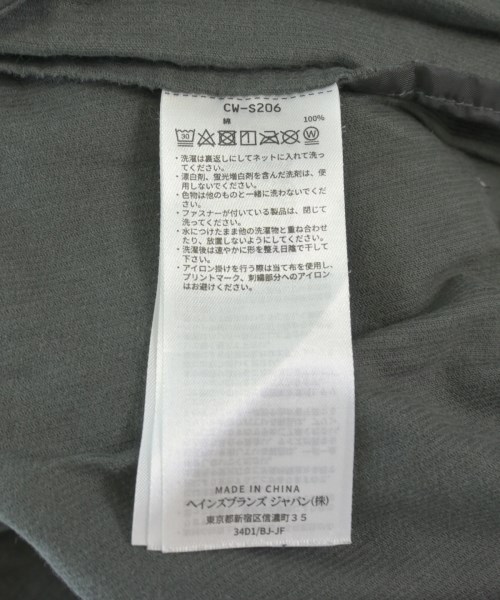 CW-S206
綿 100%
30 W
・洗濯は裏返しにしてネットに入れて洗っ
てください。
・漂白剤、蛍光増白剤を含んだ洗剤は、使
用しないでください。
・色物は他のものと一緒に洗わないでくだ
さい。
・ファスナーが付いている製品は、閉じて
洗ってください。
・水につけたまま他の洗濯物と重ね合わせ
たり、放置しないようにしてください。
・洗濯後は速やかに形を整え日陰で干して
下さい。
・アイロン掛けを行う際は当て布を使用し、
プリントマーク、刺繍部分へのアイロン
はお避けください。
MADE IN CHINA
ヘインズブランズ ジャパン(株)
東京都新宿区信濃町35
34D1/BJ-JF